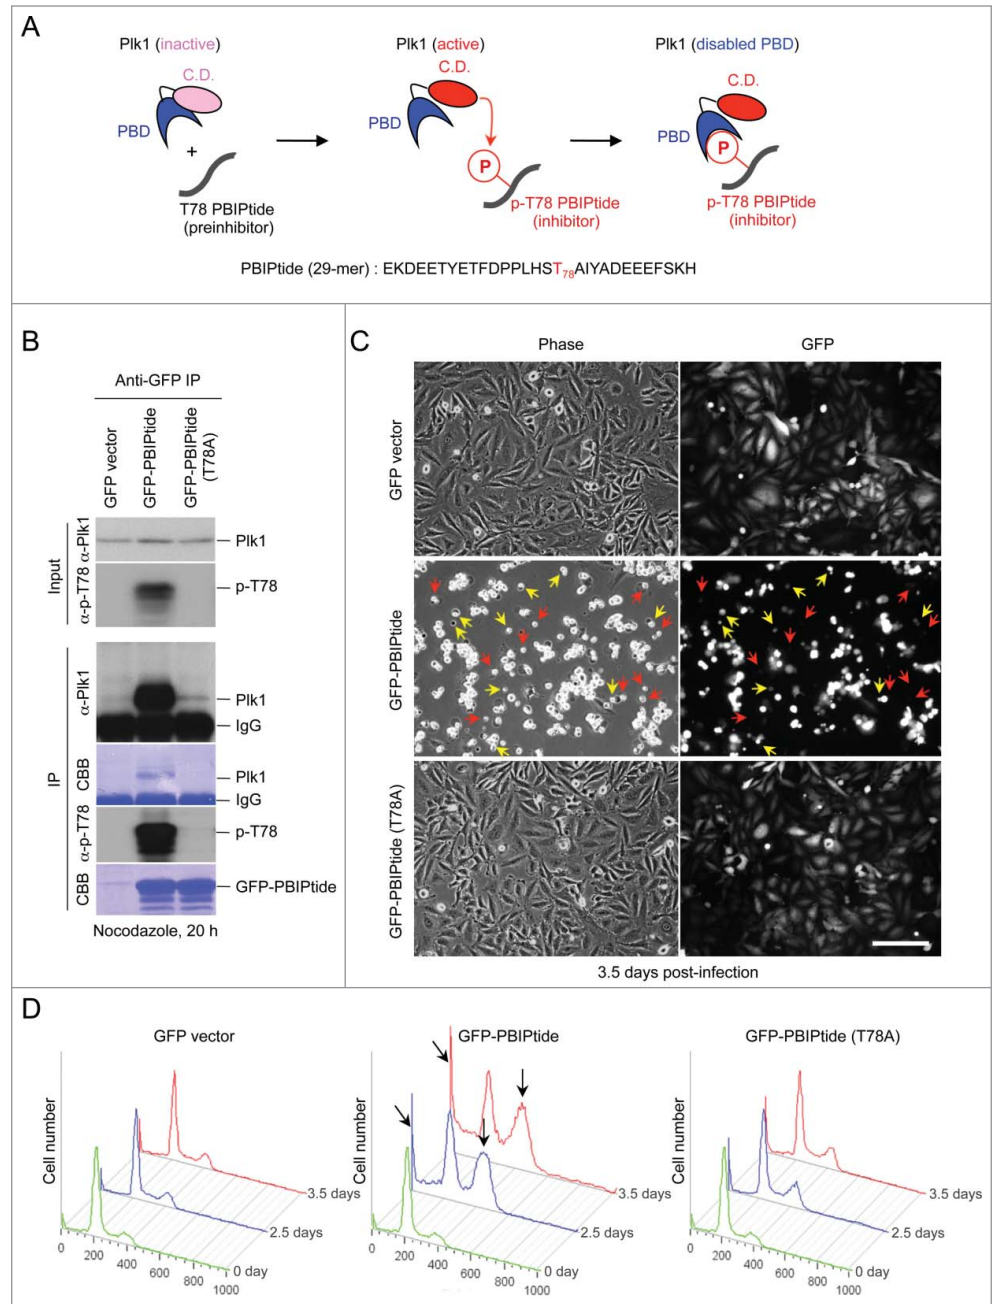 A
Plk1 (inactive)
C.D.
PBD
+
T78 PBIPtide
(preinhibitor)
Plk1 (active)
C.D.
PBD
P
p-T78 PBIPtide
(inhibitor)
Plk1 (disabled PBD)
C.D.
PBD
P
p-T78 PBIPtide
(inhibitor)
PBIPtide (29-mer) : EKDEETYETFDPPLHST78AIYADEEEFSKH
B
Anti-GFP IP
GFP vector
GFP-PBIPtide
GFP-PBIPtide
(T78A)
Input
α-Plk1
Plk1
α-p-T78
p-T78
IP
α-Plk1
Plk1
IgG
CBB
Plk1
IgG
α-p-T78
p-T78
CBB
GFP-PBIPtide
Nocodazole, 20 h
C
Phase
GFP
GFP vector
GFP-PBIPtide
GFP-PBIPtide (T78A)
3.5 days post-infection
D
GFP vector
Cell number
3.5 days
2.5 days
0 day
0
200
400
600
800
1000
GFP-PBIPtide
Cell number
3.5 days
2.5 days
0 day
0
200
400
600
800
1000
GFP-PBIPtide (T78A)
Cell number
3.5 days
2.5 days
0 day
0
200
400
600
800
1000